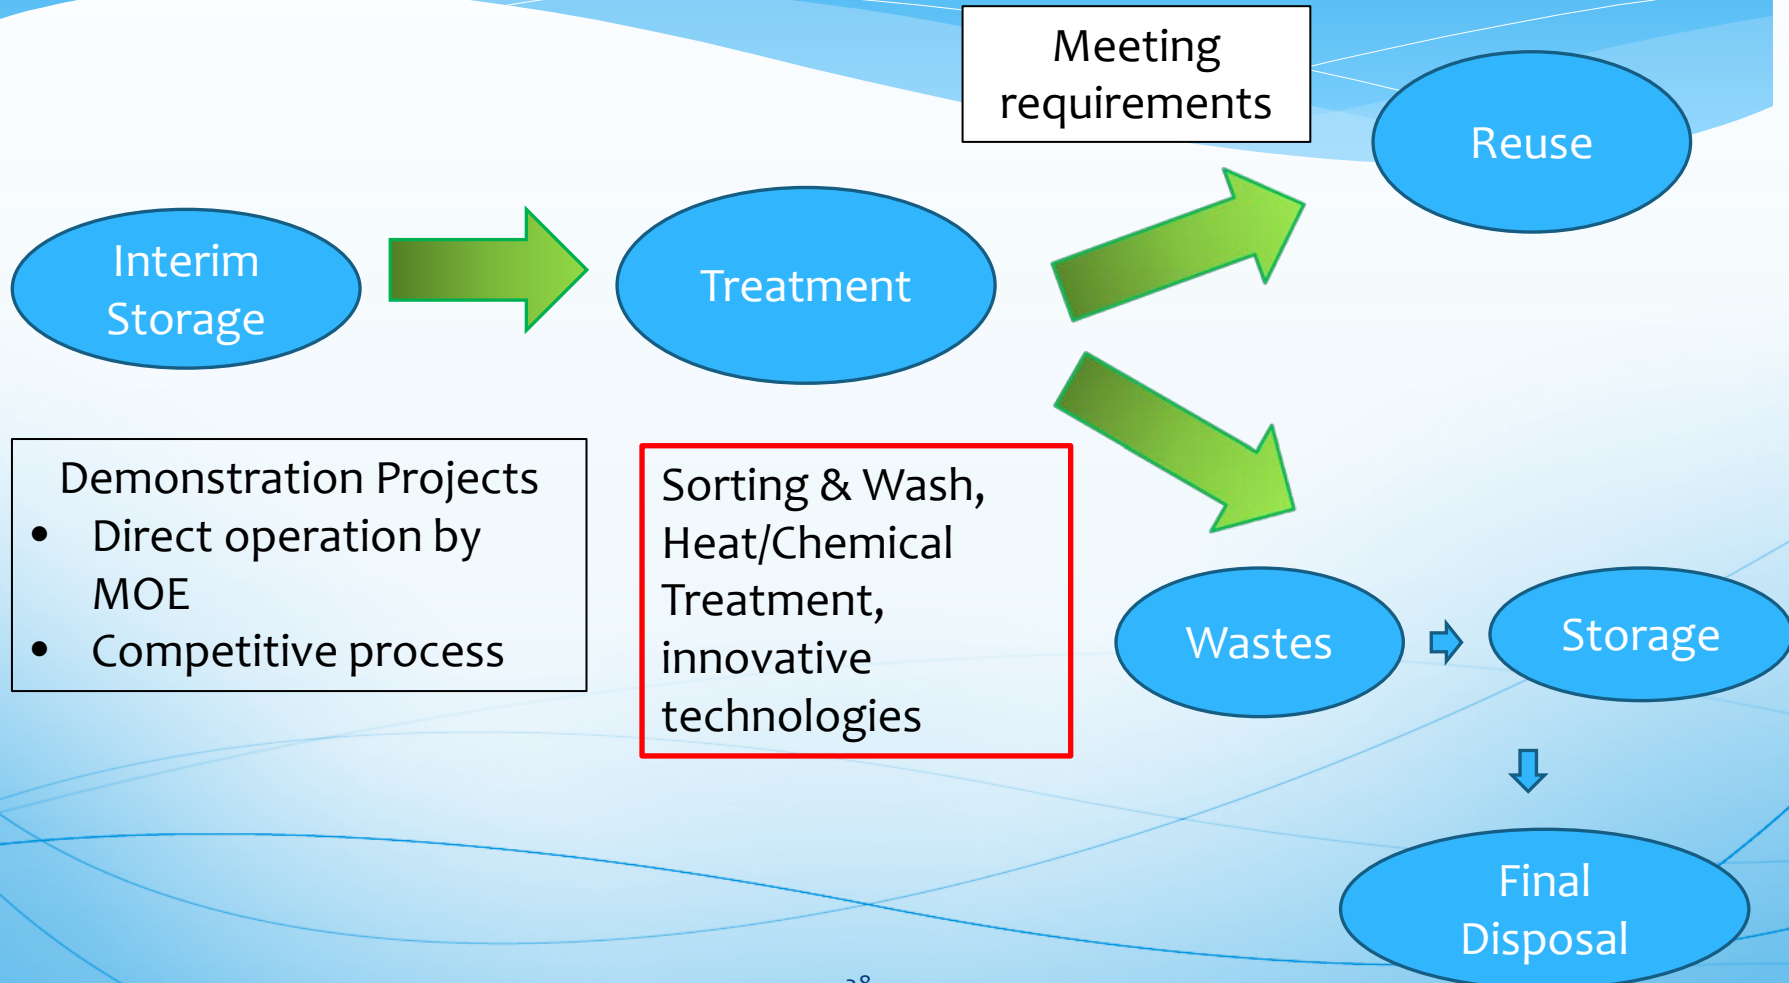 Meeting
requirements
Reuse
Interim
Storage
Treatment
Demonstration Projects
• Direct operation by
MOE
• Competitive process
Sorting & Wash,
Heat/Chemical
Treatment,
innovative
technologies
Wastes
Storage
Final
Disposal